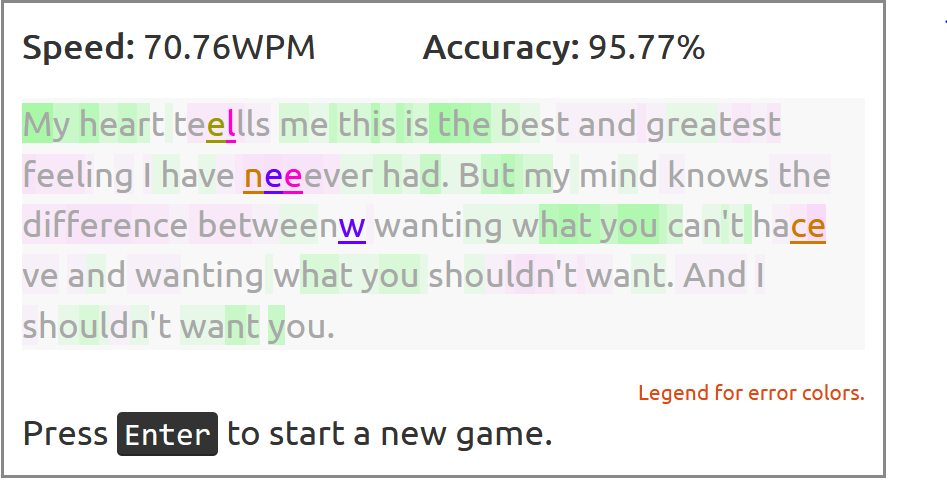 Speed: 70.76WPM Accuracy: 95.77%
My heart teellls me this is the best and greatest
feeling I have neeever had. But my mind knows the
difference betweenw wanting what you can't hace
ve and wanting what you shouldn't want. And I
shouldn't want you.
Legend for error colors.
Press Enter to start a new game.